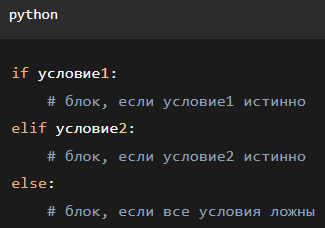 python
if условие1:
    # блок, если условие1 истинно
elif условие2:
    # блок, если условие2 истинно
else:
    # блок, если все условия ложны